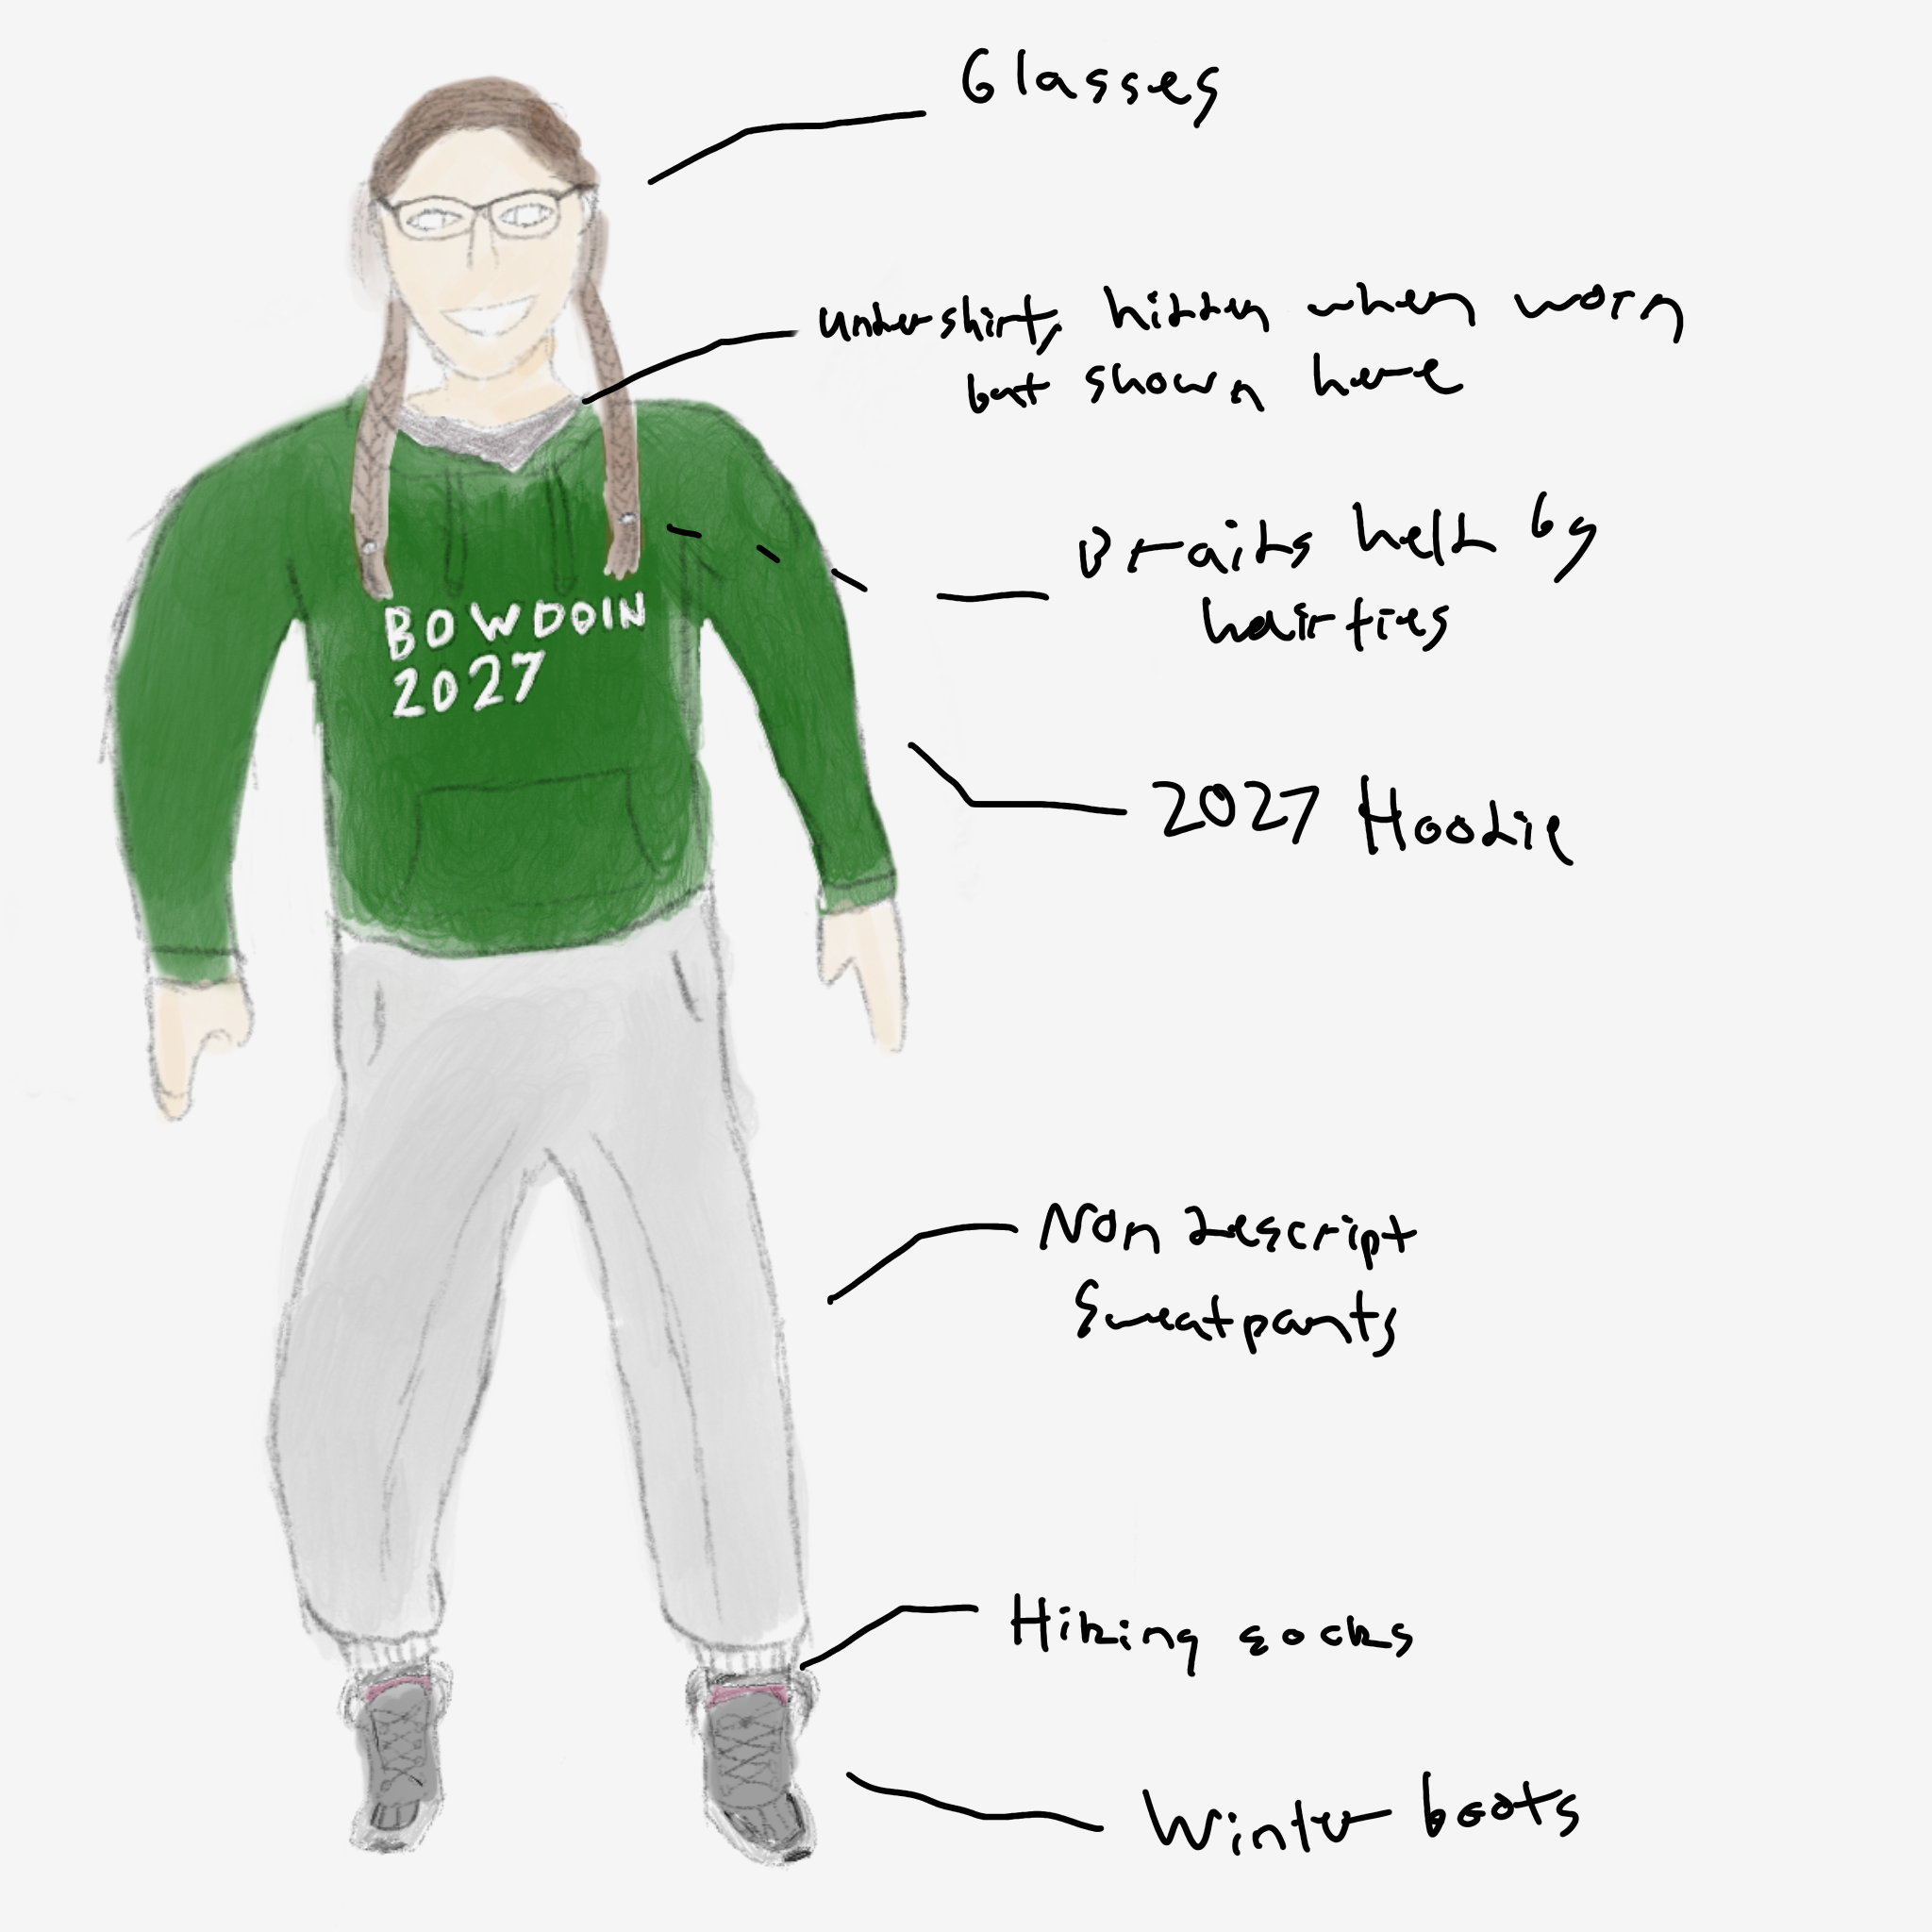 Glasses
undershirt, hidden when worn
but shown here
Braids held by
hairties
BOWDOIN
2027
2027 Hoodie
Non descript
Sweatpants
Hiking socks
Winter boots